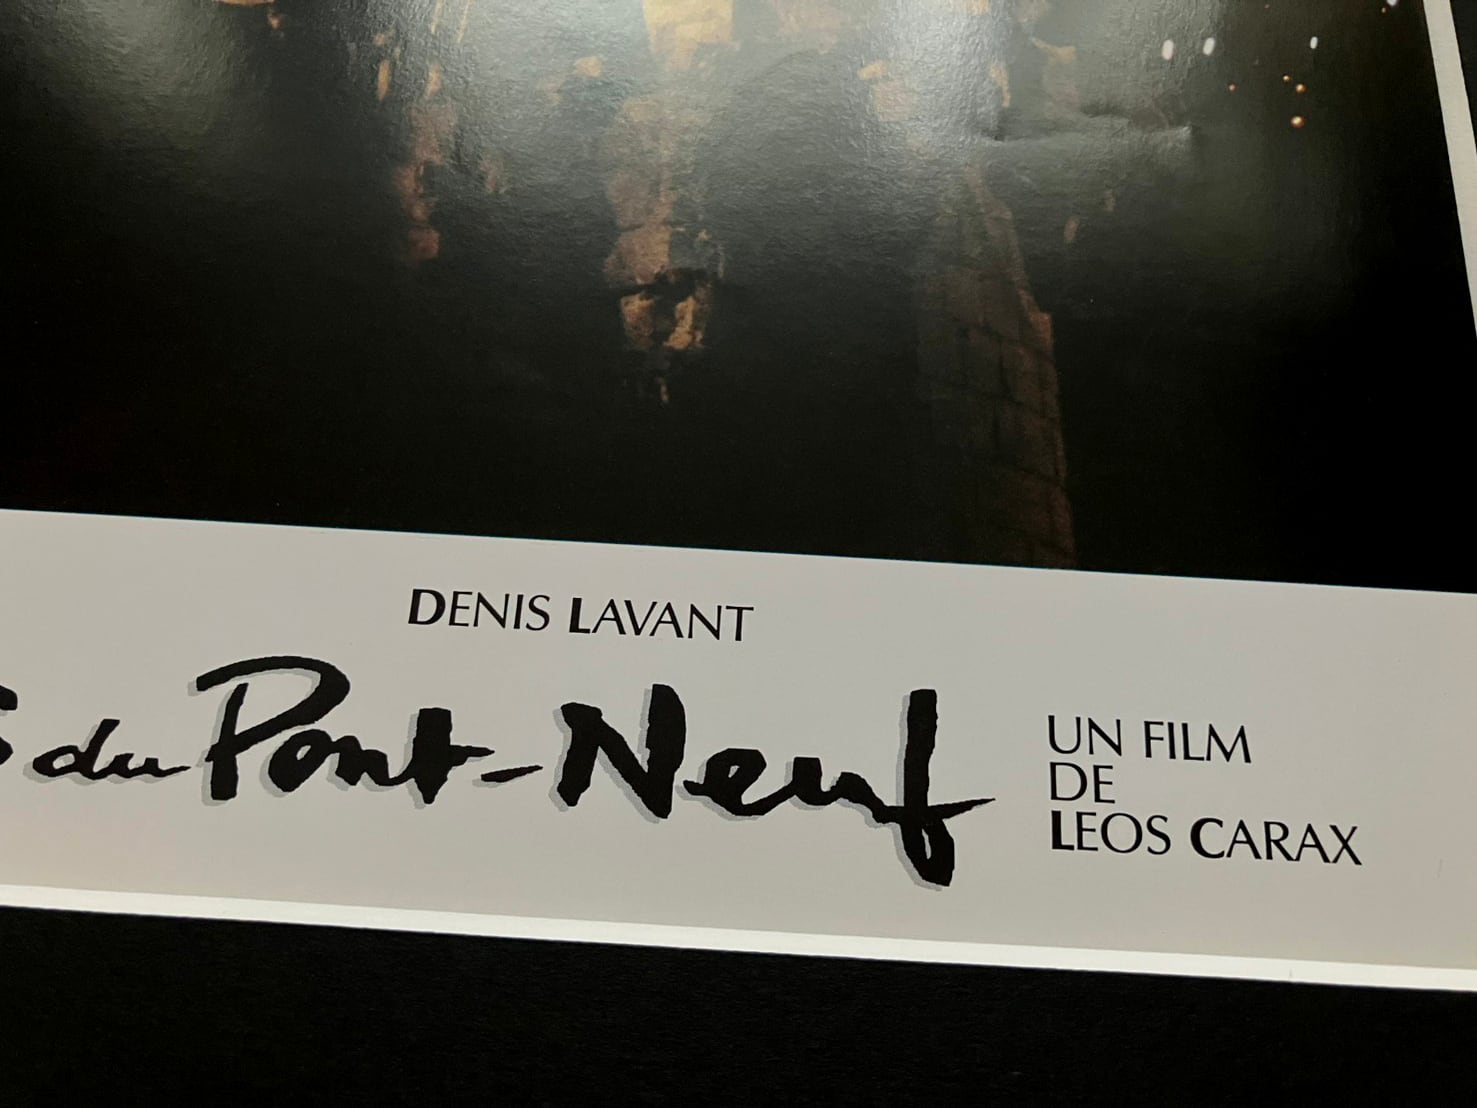 DENIS LAVANT
du Pont-Neuf
UN FILM
DE
LEOS CARAX